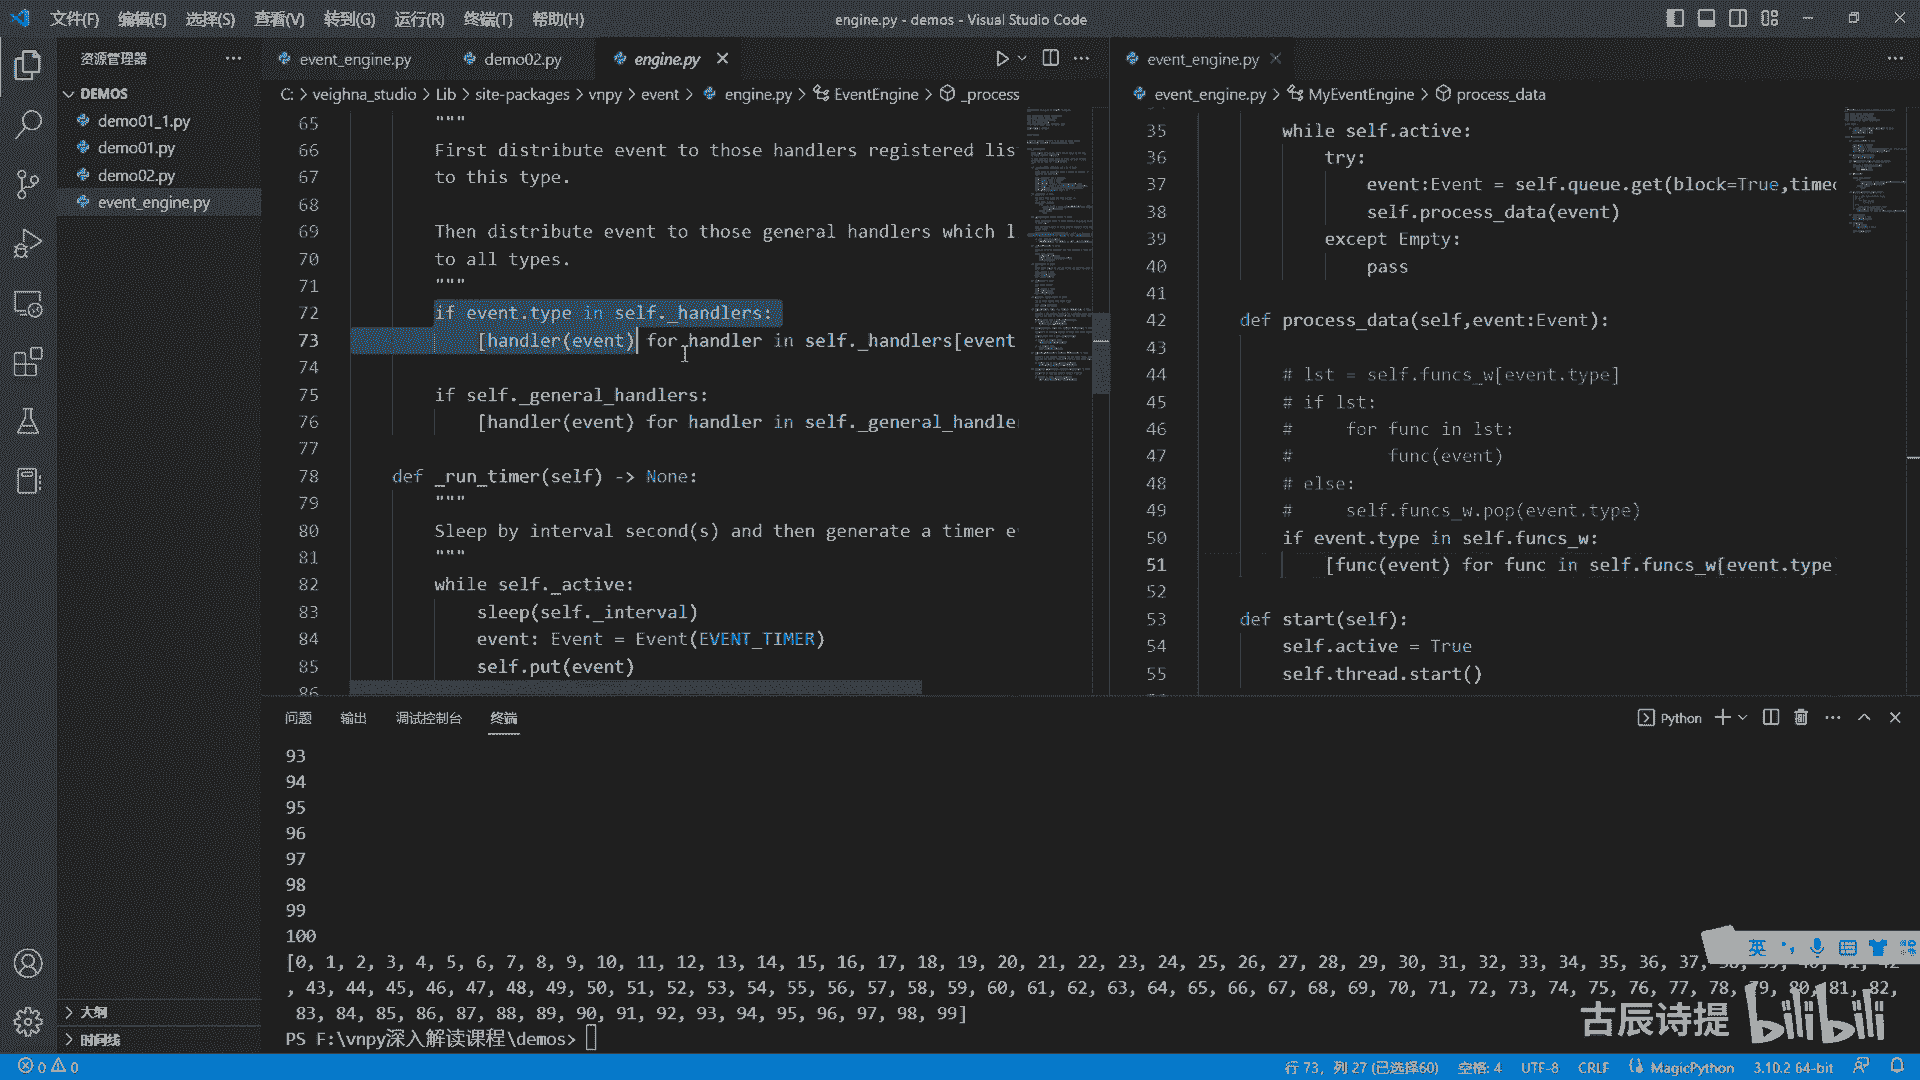 文件(F) 编辑(E) 选择(S) 查看(V) 转到(G) 运行(R) 终端(T) 帮助(H)
engine.py - demos - Visual Studio Code
资源管理器
DEMOS
demo01_1.py
demo01.py
demo02.py
event_engine.py
大纲
时间线
event_engine.py demo02.py engine.py
C: > veighna_studio > Lib > site-packages > vnpy > event > engine.py > EventEngine > _process
65 """
66 First distribute event to those handlers registered lis
67 to this type.
68
69 Then distribute event to those general handlers which l
70 to all types.
71 """
72 if event.type in self._handlers:
73 [handler(event) for handler in self._handlers[event
74
75 if self._general_handlers:
76 [handler(event) for handler in self._general_handle
77
78 def _run_timer(self) -> None:
79 """
80 Sleep by interval second(s) and then generate a timer e
81 """
82 while self._active:
83 sleep(self._interval)
84 event: Event = Event(EVENT_TIMER)
85 self.put(event)
86
event_engine.py
event_engine.py > MyEventEngine > process_data
35 while self.active:
36 try:
37 event:Event = self.queue.get(block=True,timeo
38 self.process_data(event)
39 except Empty:
40 pass
41
42 def process_data(self,event:Event):
43
44 # lst = self.funcs_w[event.type]
45 # if lst:
46 # for func in lst:
47 # func(event)
48 # else:
49 # self.funcs_w.pop(event.type)
50 if event.type in self.funcs_w:
51 [func(event) for func in self.funcs_w[event.type
52
53 def start(self):
54 self.active = True
55 self.thread.start()
问题 输出 调试控制台 终端
Python
93
94
95
96
97
98
99
100
[0, 1, 2, 3, 4, 5, 6, 7, 8, 9, 10, 11, 12, 13, 14, 15, 16, 17, 18, 19, 20, 21, 22, 23, 24, 25, 26, 27, 28, 29, 30, 31, 32, 33, 34, 35, 36, 37, 38, 39, 40, 41, 42
, 43, 44, 45, 46, 47, 48, 49, 50, 51, 52, 53, 54, 55, 56, 57, 58, 59, 60, 61, 62, 63, 64, 65, 66, 67, 68, 69, 70, 71, 72, 73, 74, 75, 76, 77, 78, 79, 80, 81, 82,
83, 84, 85, 86, 87, 88, 89, 90, 91, 92, 93, 94, 95, 96, 97, 98, 99]
PS F:\vnpy深入解读课程\demos>
英
古辰诗提 bilibili
0 0
行 73，列 27 (已选择60) 空格: 4 UTF-8 CRLF MagicPython 3.10.2 64-bit